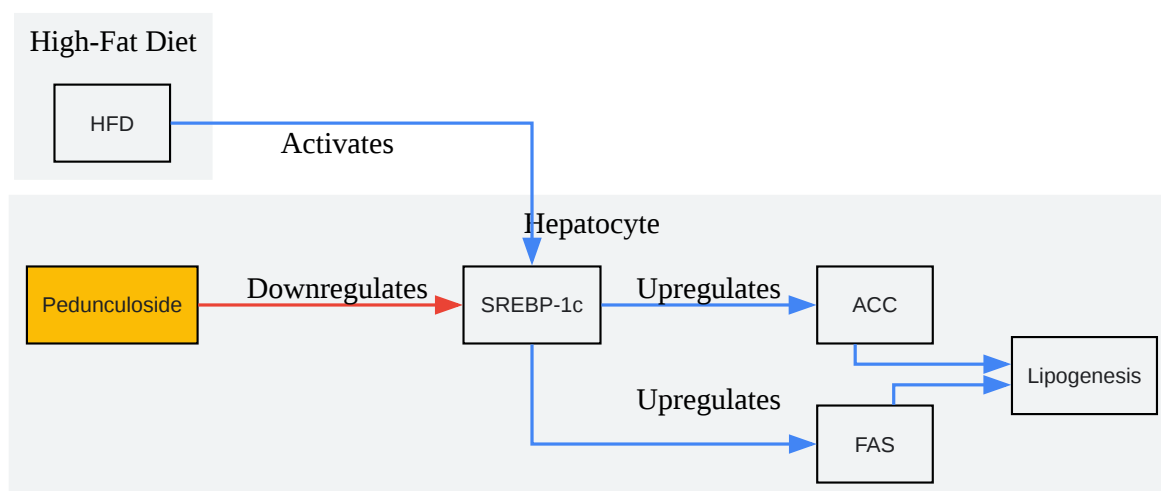 High-Fat Diet
HFD
Activates
Hepatocyte
Pedunculoside
Downregulates
SREBP-1c
Upregulates
ACC
Lipogenesis
Upregulates
FAS